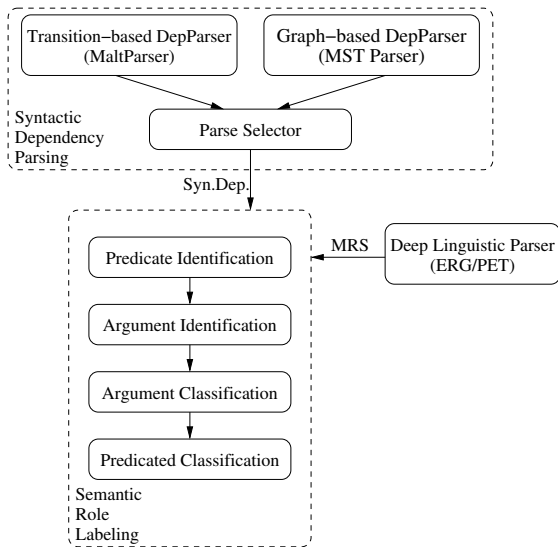 Transition−based DepParser
(MaltParser)
Graph−based DepParser
(MST Parser)
Parse Selector
Syntactic
Dependency
Parsing
Syn.Dep.
MRS
Deep Linguistic Parser
(ERG/PET)
Predicate Identification
Argument Identification
Argument Classification
Predicated Classification
Semantic
Role
Labeling